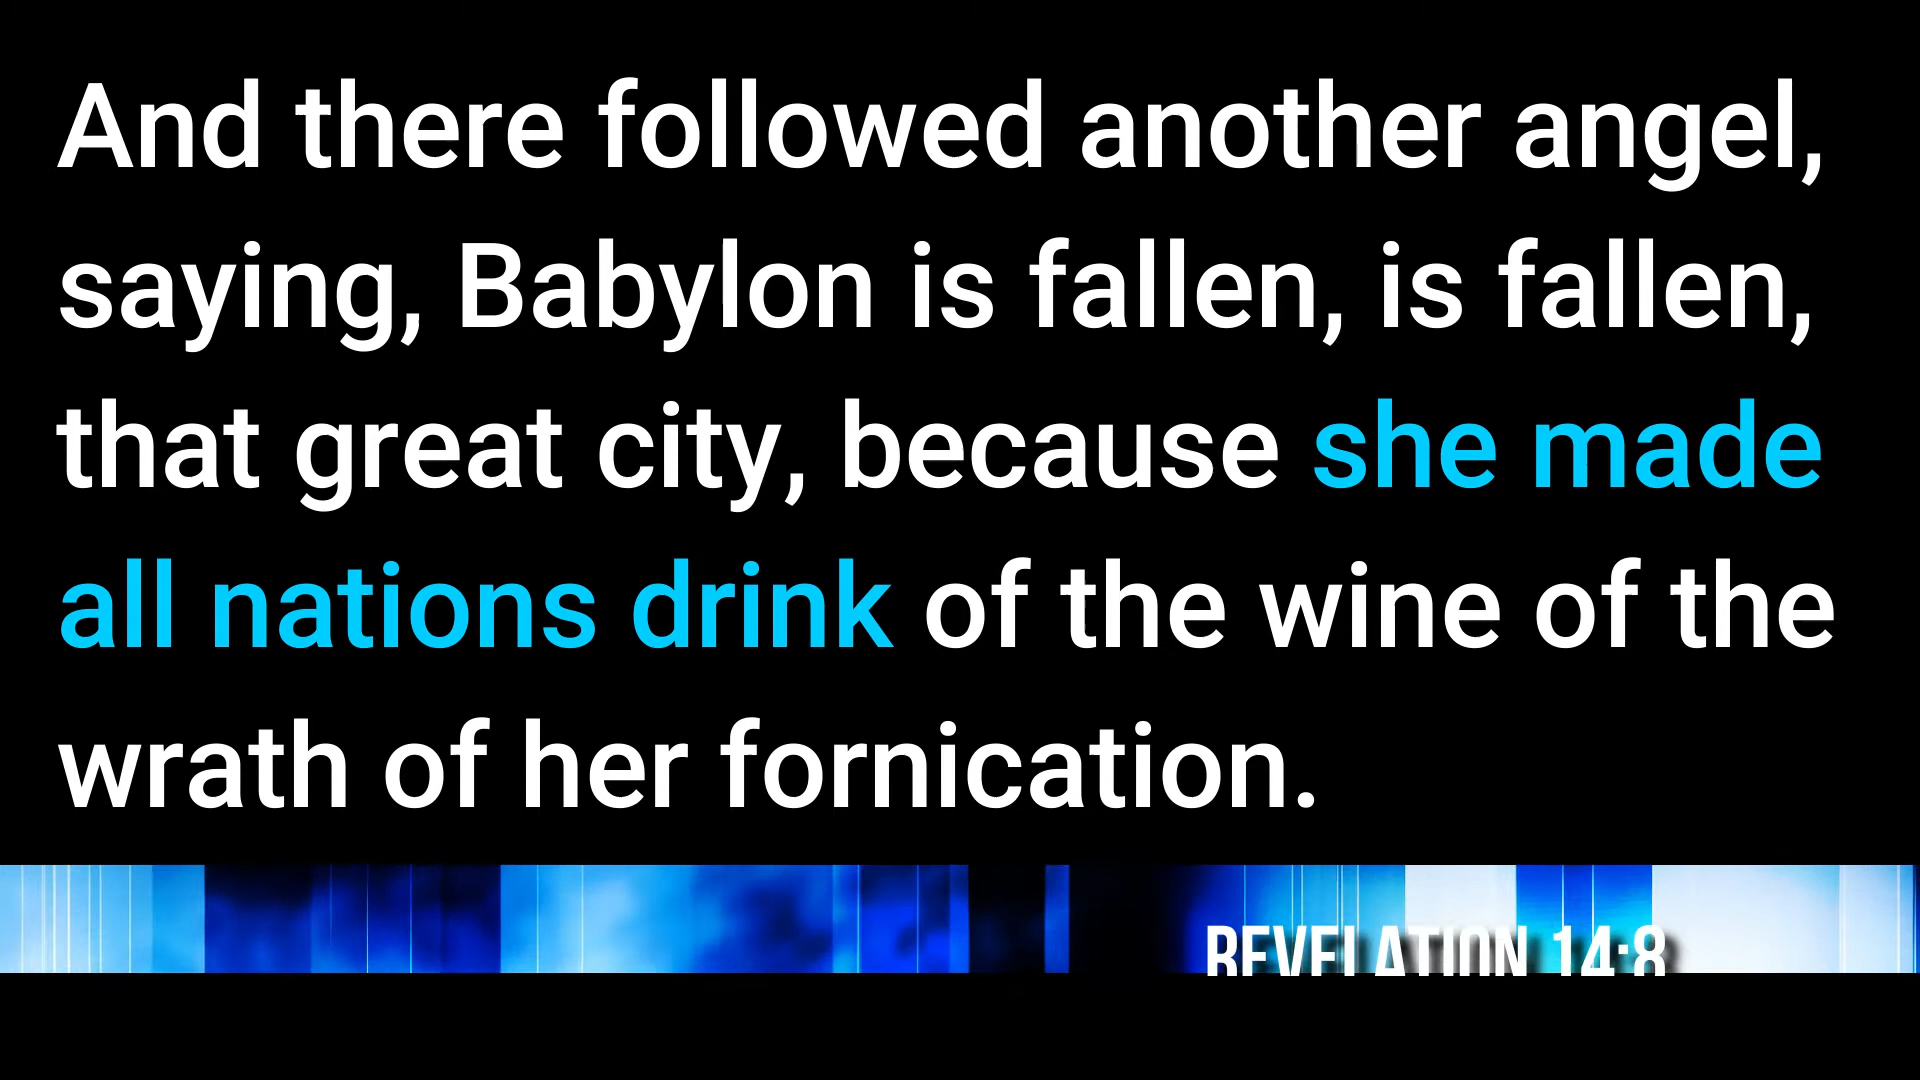 And there followed another angel,
saying, Babylon is fallen, is fallen,
that great city, because she made
all nations drink of the wine of the
wrath of her fornication.
REVELATION 14:8